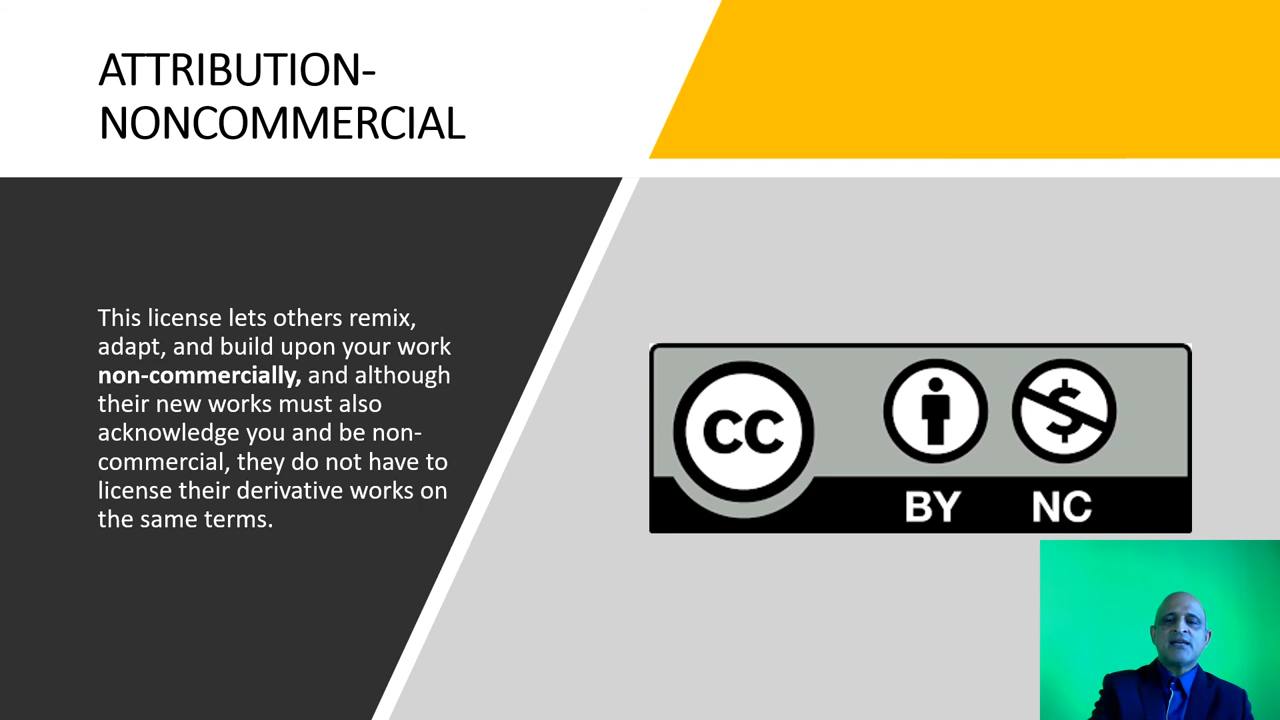 ATTRIBUTION-
NONCOMMERCIAL
This license lets others remix,
adapt, and build upon your work
non-commercially, and although
their new works must also
acknowledge you and be non-
commercial, they do not have to
license their derivative works on
the same terms.
CC
BY NC